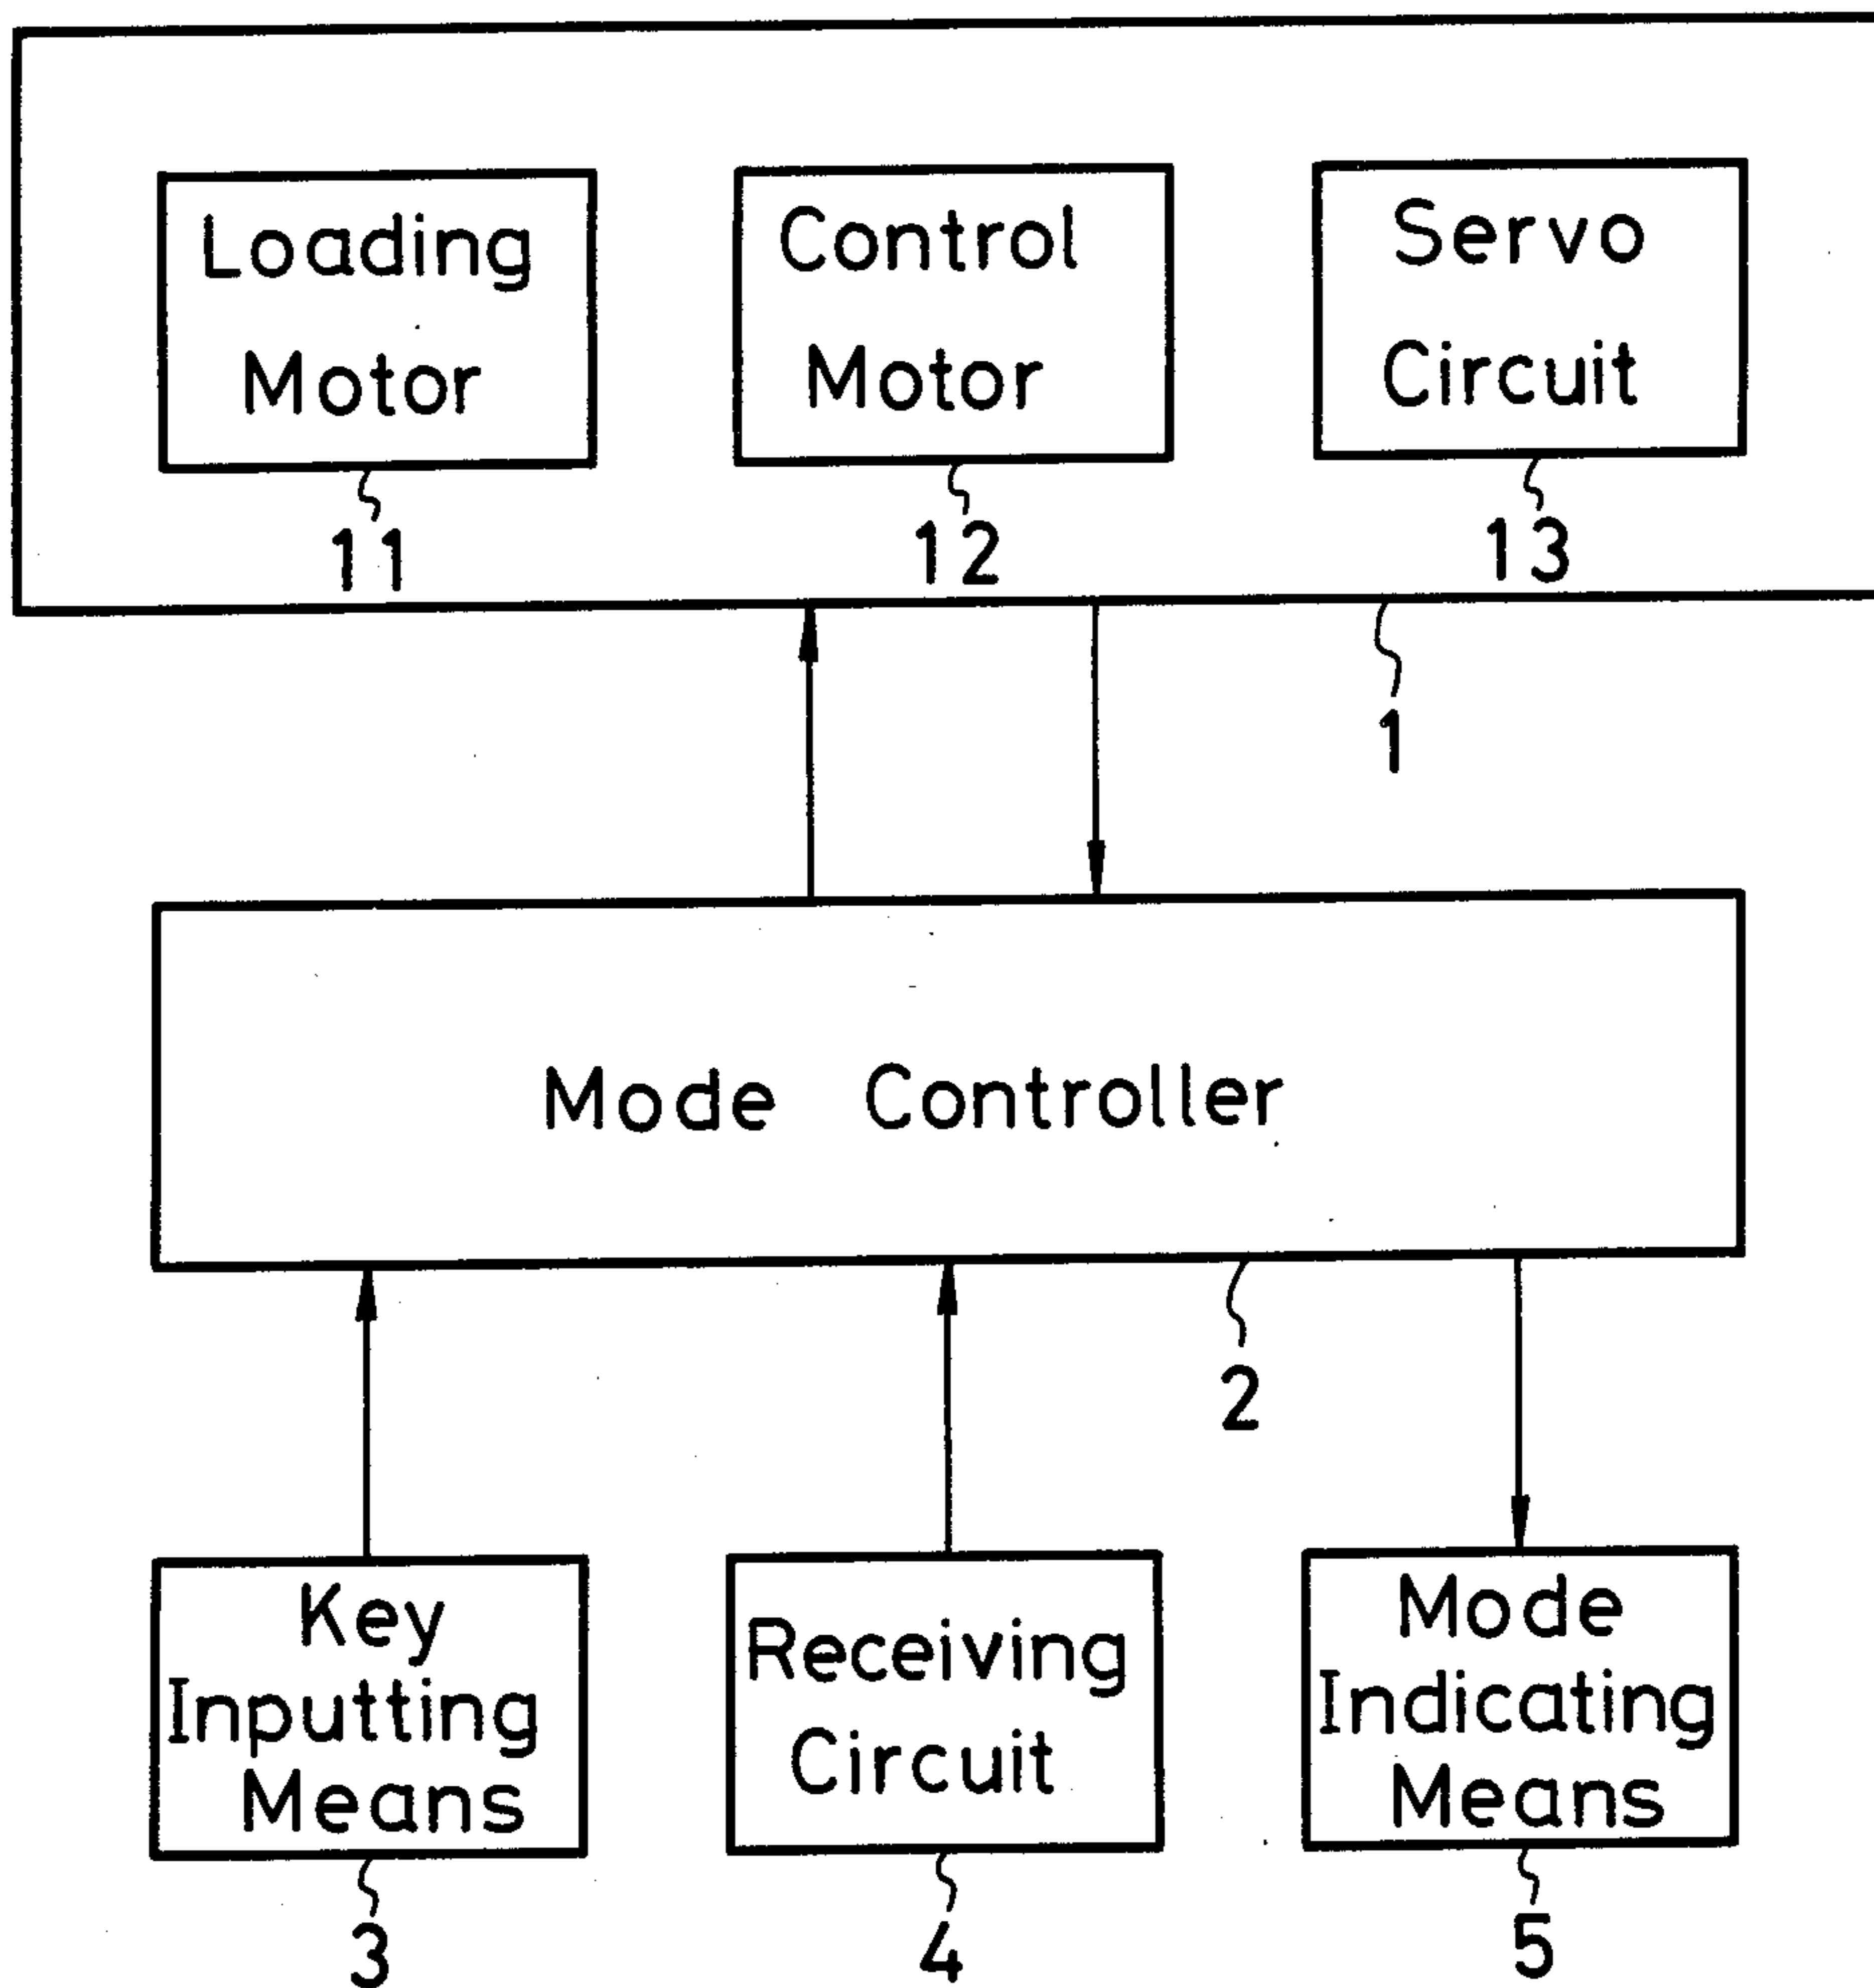 Loading
Motor
Control
Motor
Servo
Circuit
11
12
13
1
Mode Controller
2
Key
Inputting
Means
Receiving
Circuit
Mode
Indicating
Means
3
4
5